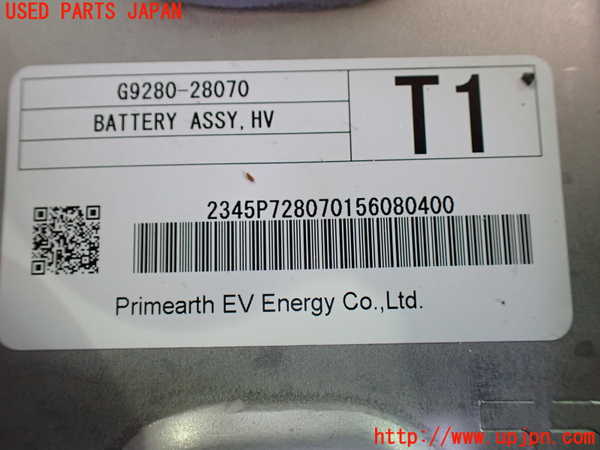 USED PARTS JAPAN
G9280-28070
BATTERY ASSY,HV
T1
2345P728070156080400
Primearth EV Energy Co.,Ltd.
http://www.upjpn.com/